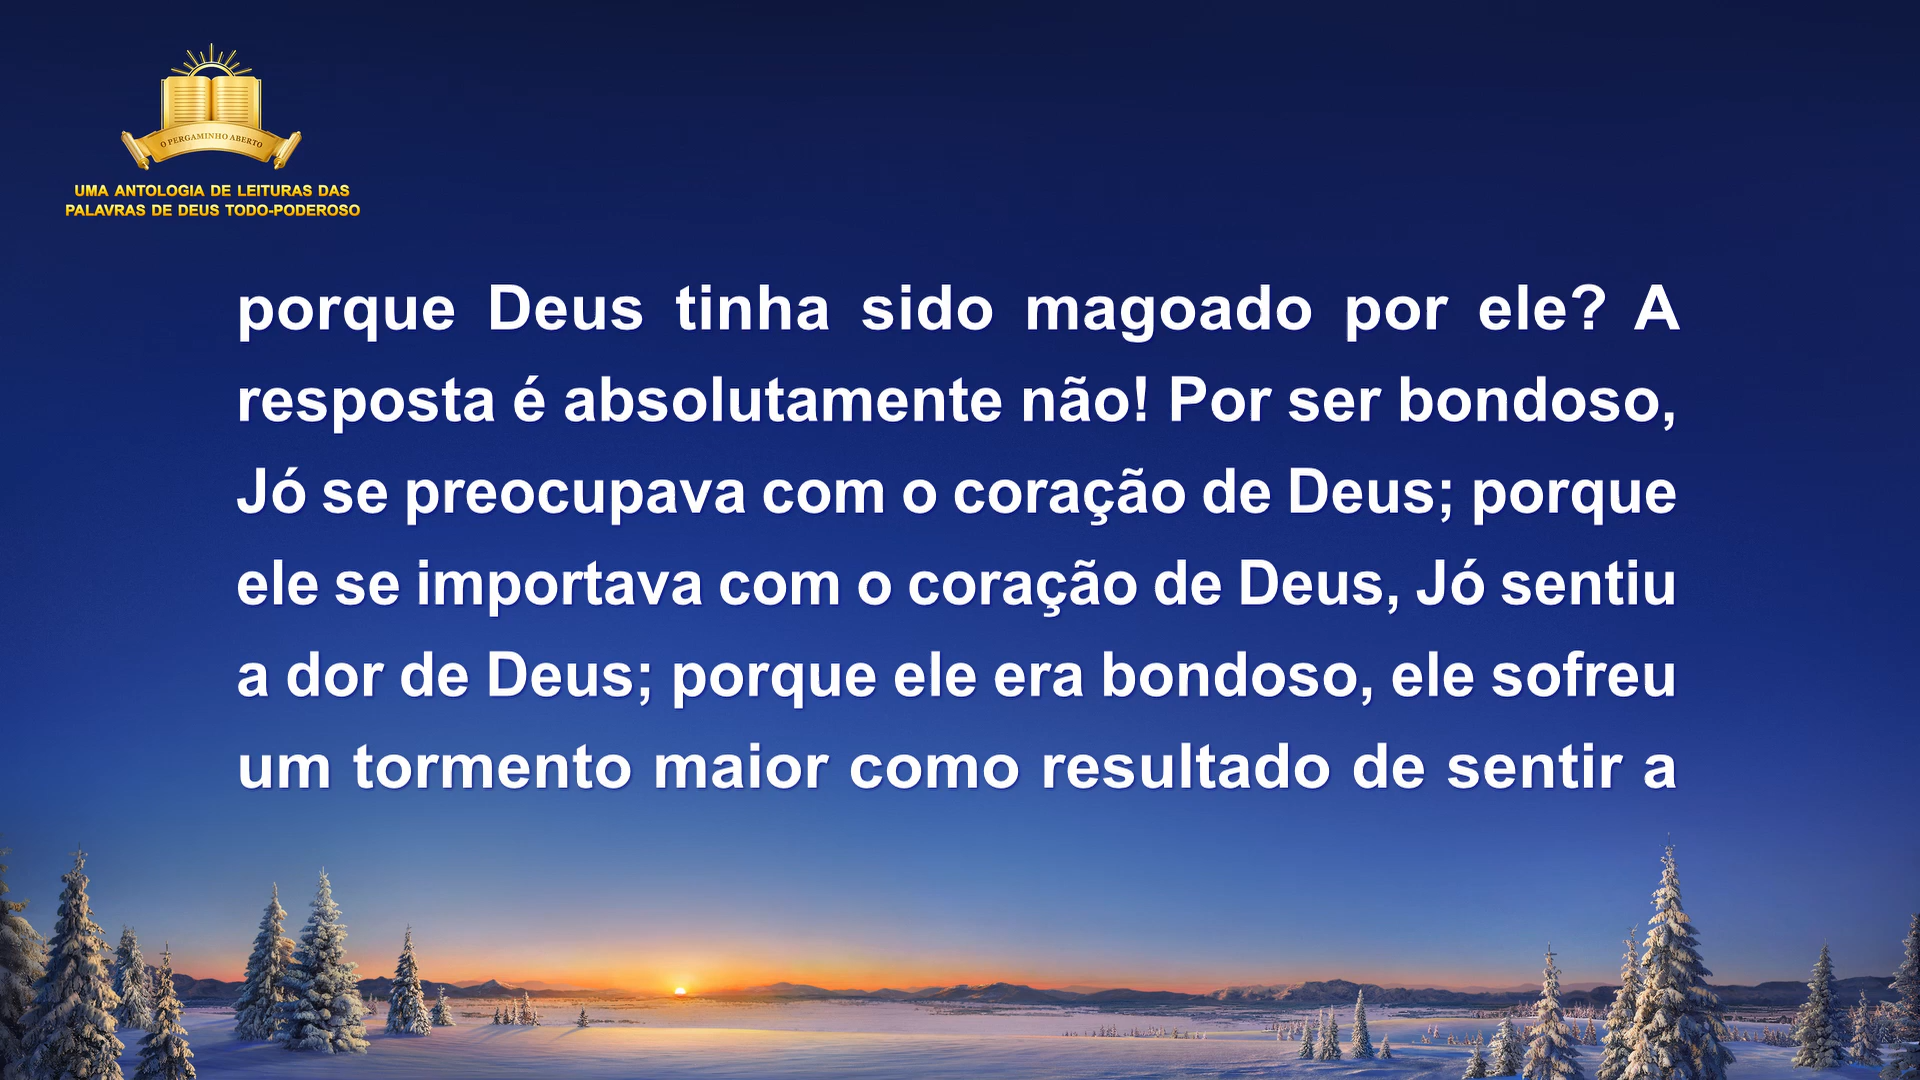 O PERGAMINHO ABERTO
UMA ANTOLOGIA DE LEITURAS DAS
PALAVRAS DE DEUS TODO-PODEROSO
porque Deus tinha sido magoado por ele? A
resposta é absolutamente não! Por ser bondoso,
Jó se preocupava com o coração de Deus; porque
ele se importava com o coração de Deus, Jó sentiu
a dor de Deus; porque ele era bondoso, ele sofreu
um tormento maior como resultado de sentir a